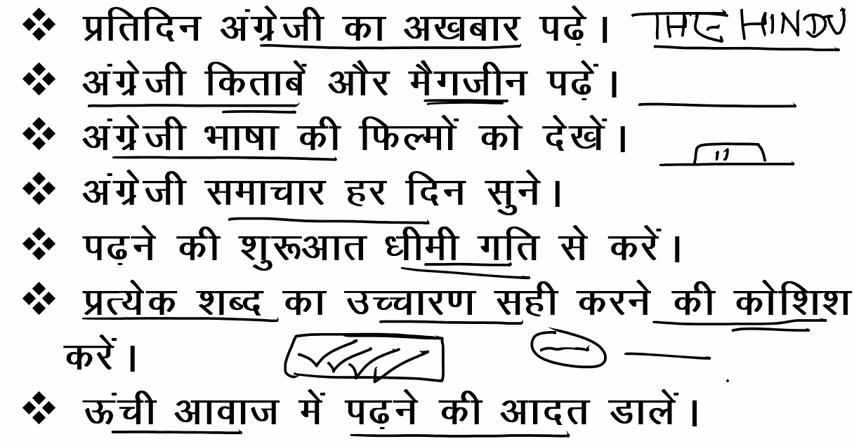 ❖ प्रतिदिन अंग्रेजी का अखबार पढ़े। THE HINDU
❖ अंग्रेजी किताबें और मैगजीन पढ़ें।
❖ अंग्रेजी भाषा की फिल्मों को देखें।
❖ अंग्रेजी समाचार हर दिन सुने।
❖ पढ़ने की शुरूआत धीमी गति से करें।
❖ प्रत्येक शब्द का उच्चारण सही करने की कोशिश
करें।
❖ ऊंची आवाज में पढ़ने की आदत डालें।